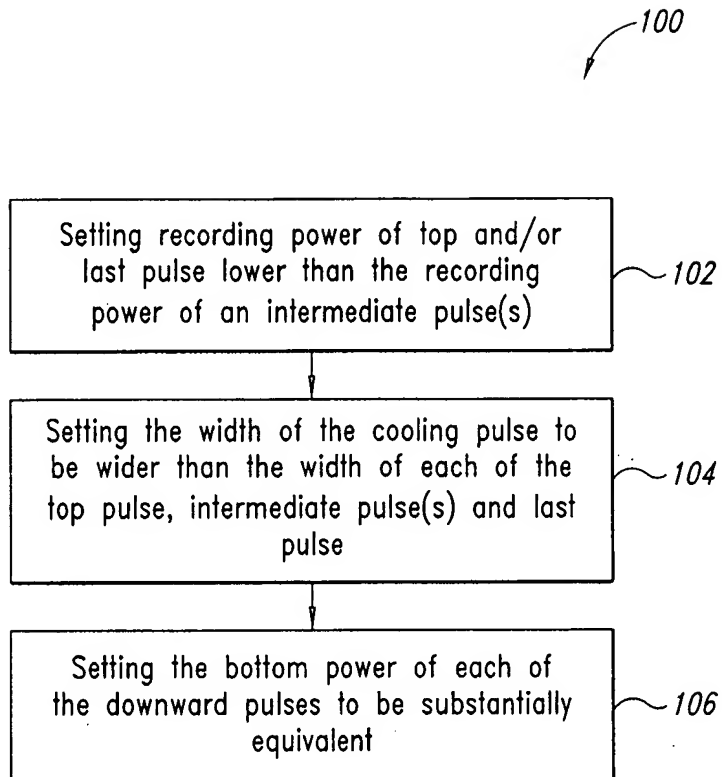 100
Setting recording power of top and/or
last pulse lower than the recording
power of an intermediate pulse(s)
102
Setting the width of the cooling pulse to
be wider than the width of each of the
top pulse, intermediate pulse(s) and last
pulse
104
Setting the bottom power of each of
the downward pulses to be substantially
equivalent
106